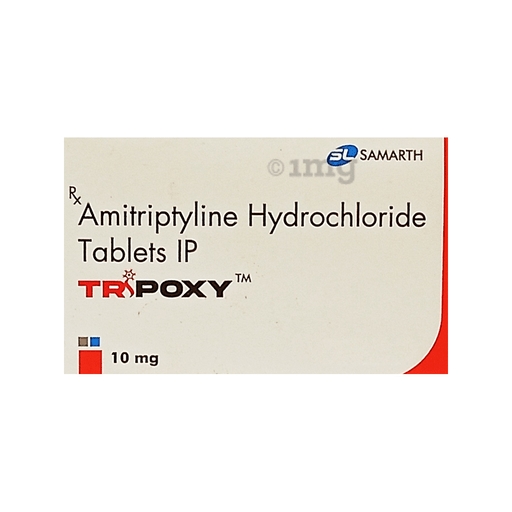 SL SAMARTH
©1mg
Rx
Amitriptyline Hydrochloride
Tablets IP
TRIPOXY™
10 mg